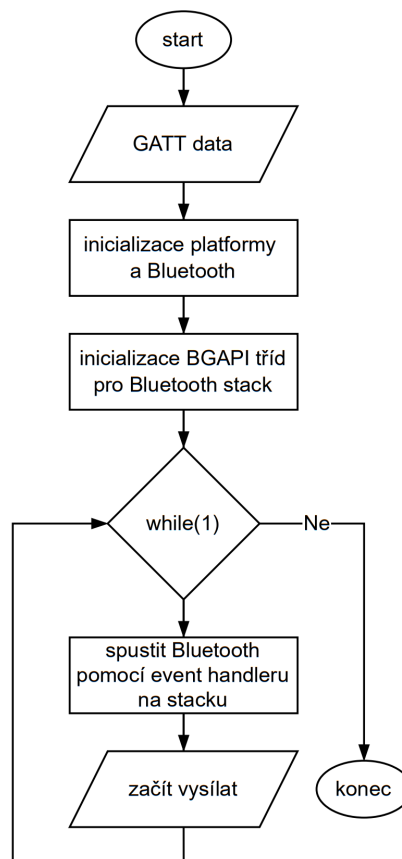 start
GATT data
inicializace platformy
a Bluetooth
inicializace BGAPI tříd
pro Bluetooth stack
while(1)
Ne
spustit Bluetooth
pomocí event handleru
na stacku
začít vysílat
konec